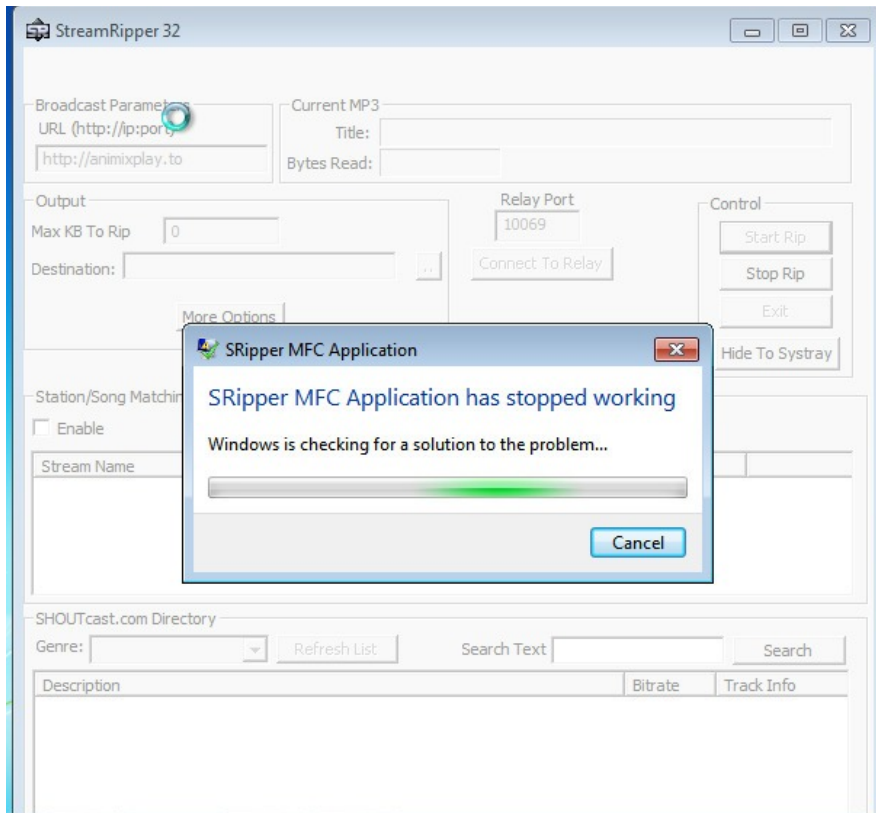 StreamRipper 32
Broadcast Parameters
URL (http://ip:port)
http://animixplay.to
Current MP3
Title:
Bytes Read:
Output
Max KB To Rip 0
Destination: ..
More Options
Relay Port
10069
Connect To Relay
Control
Start Rip
Stop Rip
Exit
Hide To Systray
SRipper MFC Application
SRipper MFC Application has stopped working
Windows is checking for a solution to the problem...
Cancel
Station/Song Matchin
Enable
Stream Name
SHOUTcast.com Directory
Genre: Refresh List Search Text Search
Description Bitrate Track Info